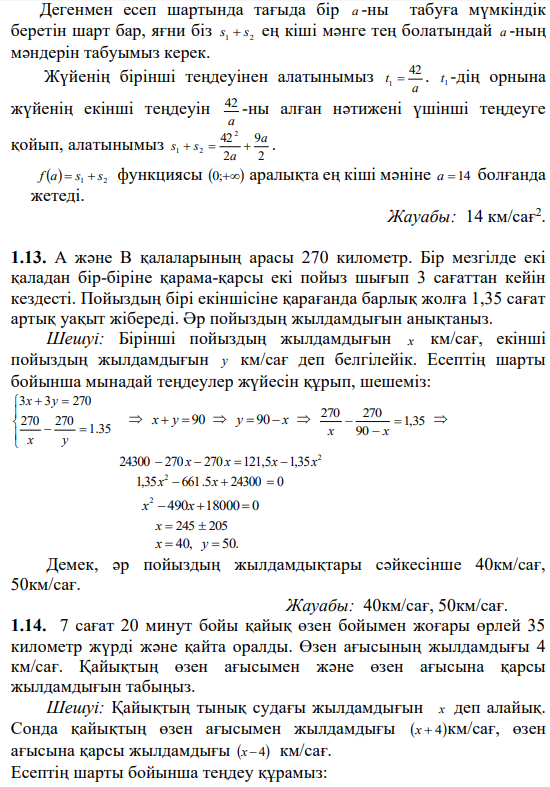 Дегенмен есеп шартында тағыда бір a -ны табуға мүмкіндік
беретін шарт бар, яғни біз s₁ + s₂ ең кіші мәнге тең болатындай a -ның
мәндерін табуымыз керек.
Жүйенің бірінші теңдеуінен алатынымыз t₁ = 42/a . t₁ -дің орнына
жүйенің екінші теңдеуін 42/a -ны алған нәтижені үшінші теңдеуге
қойып, алатынымыз s₁ + s₂ = 42²/2a + 9a/2 .
f(a) = s₁ + s₂ функциясы (0;+∞) аралықта ең кіші мәніне a = 14 болғанда
жетеді.
Жауабы: 14 км/сағ².
1.13. А және В қалаларының арасы 270 километр. Бір мезгілде екі
қаладан бір-біріне қарама-қарсы екі пойыз шығып 3 сағаттан кейін
кездесті. Пойыздың бірі екіншісіне қарағанда барлық жолға 1,35 сағат
артық уақыт жібереді. Әр пойыздың жылдамдығын анықтаныз.
Шешуі: Бірінші пойыздың жылдамдығын x км/сағ, екінші
пойыздың жылдамдығын y км/сағ деп белгілейік. Есептің шарты
бойынша мынадай теңдеулер жүйесін құрып, шешеміз:
{3x + 3y = 270
270/x − 270/y = 1.35 ⇒ x + y = 90 ⇒ y = 90 − x ⇒ 270/x − 270/(90 − x) = 1,35 ⇒
24300 − 270x − 270x = 121,5x − 1,35x²
1,35x² − 661.5x + 24300 = 0
x² − 490x + 18000 = 0
x = 245 ± 205
x = 40, y = 50.
Демек, әр пойыздың жылдамдықтары сәйкесінше 40км/сағ,
50км/сағ.
Жауабы: 40км/сағ, 50км/сағ.
1.14. 7 сағат 20 минут бойы қайық өзен бойымен жоғары өрлей 35
километр жүрді және қайта оралды. Өзен ағысының жылдамдығы 4
км/сағ. Қайықтың өзен ағысымен және өзен ағысына қарсы
жылдамдығын табыңыз.
Шешуі: Қайықтың тынық судағы жылдамдығын x деп алайық.
Сонда қайықтың өзен ағысымен жылдамдығы (x + 4)км/сағ, өзен
ағысына қарсы жылдамдығы (x − 4) км/сағ.
Есептің шарты бойынша теңдеу құрамыз: